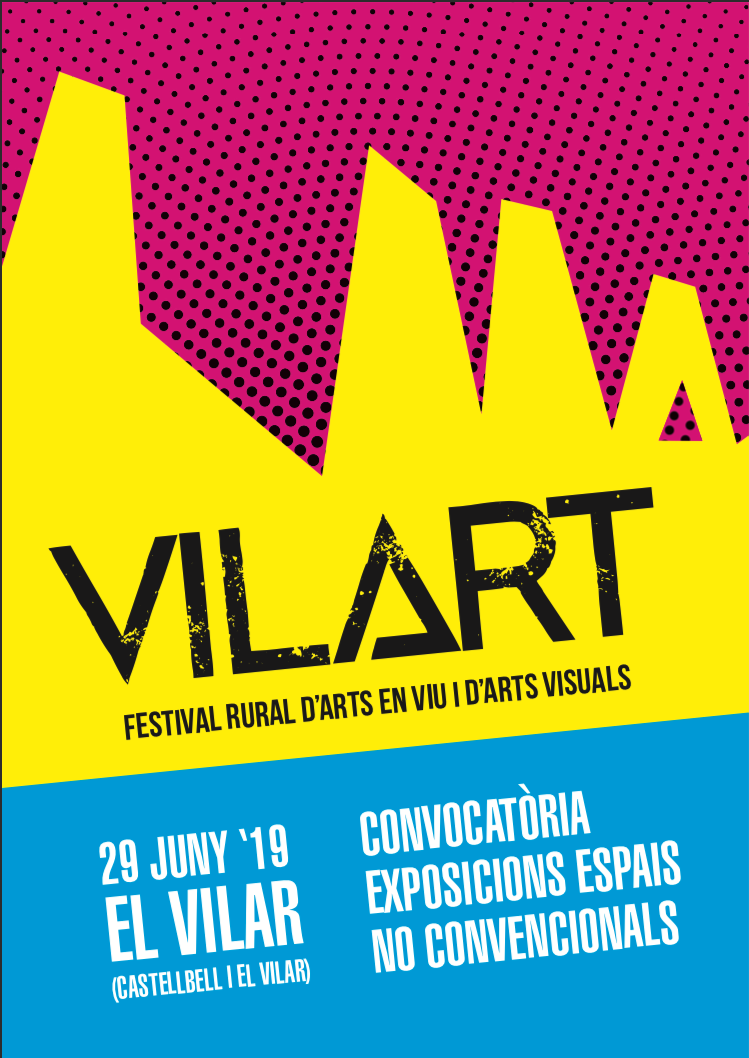 VILART
FESTIVAL RURAL D'ARTS EN VIU I D'ARTS VISUALS
29 JUNY ‘19
EL VILAR
(CASTELLBELL I EL VILAR)
CONVOCATÒRIA
EXPOSICIONS ESPAIS
NO CONVENCIONALS